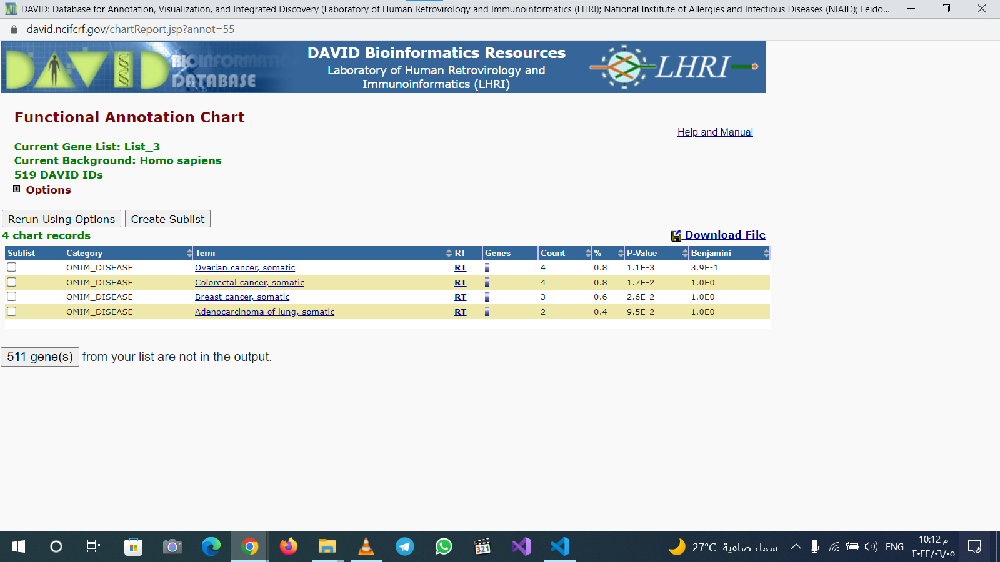 DAVID: Database for Annotation, Visualization, and Integrated Discovery (Laboratory of Human Retrovirology and Immunoinformatics (LHRI); National Institute of Allergies and Infectious Diseases (NIAID); Leido...
david.ncifcrf.gov/chartReport.jsp?annot=55
DAVID BIOINFORMATICS DATABASE
DAVID Bioinformatics Resources
Laboratory of Human Retrovirology and
Immunoinformatics (LHRI)
LHRI
Functional Annotation Chart
Help and Manual
Current Gene List: List_3
Current Background: Homo sapiens
519 DAVID IDs
Options
Rerun Using Options Create Sublist
4 chart records Download File
Sublist Category Term RT Genes Count % P-Value Benjamini
OMIM_DISEASE Ovarian cancer, somatic RT 4 0.8 1.1E-3 3.9E-1
OMIM_DISEASE Colorectal cancer, somatic RT 4 0.8 1.7E-2 1.0E0
OMIM_DISEASE Breast cancer, somatic RT 3 0.6 2.6E-2 1.0E0
OMIM_DISEASE Adenocarcinoma of lung, somatic RT 2 0.4 9.5E-2 1.0E0
511 gene(s) from your list are not in the output.
321
27°C سماء صافية
ENG
10:12 م
٢٠٢٢/٠٦/٠٥